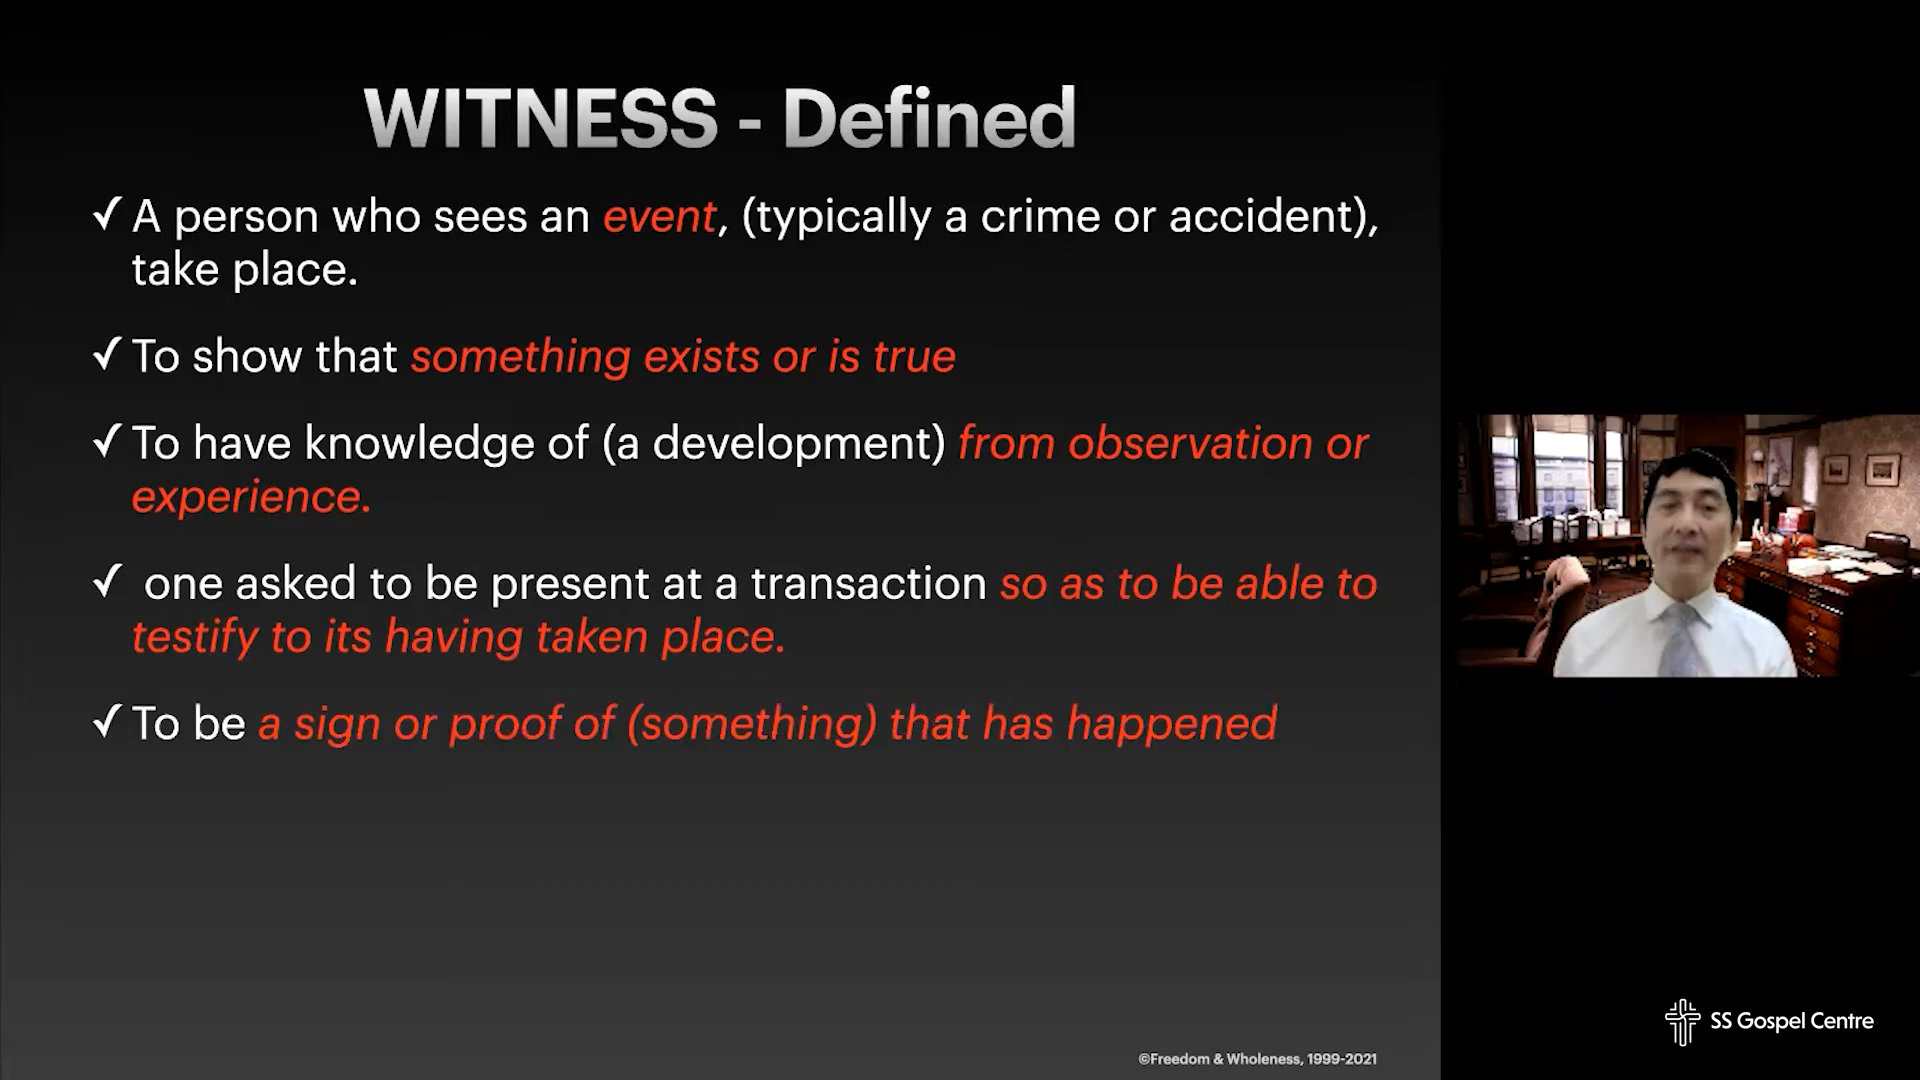 WITNESS - Defined
✓ A person who sees an event, (typically a crime or accident),
take place.
✓ To show that something exists or is true
✓ To have knowledge of (a development) from observation or
experience.
✓ one asked to be present at a transaction so as to be able to
testify to its having taken place.
✓ To be a sign or proof of (something) that has happened
SS Gospel Centre
©Freedom & Wholeness, 1999-2021